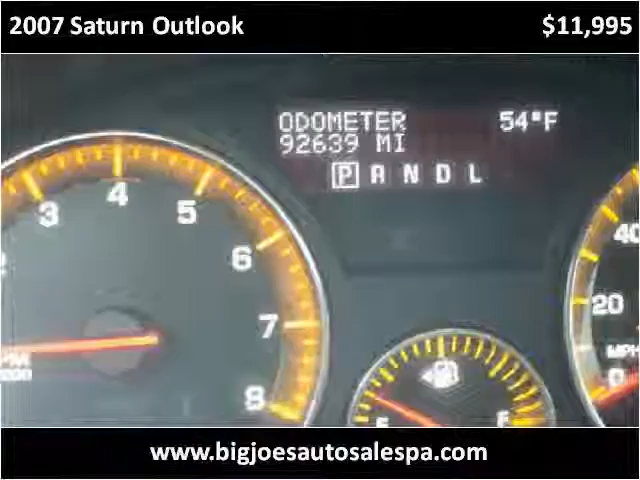 2007 Saturn Outlook $11,995
ODOMETER 54°F
92639 MI
P R N D L
3 4 5 6 7 8
40
20
MPH
0
E F
www.bigjoesautosalespa.com